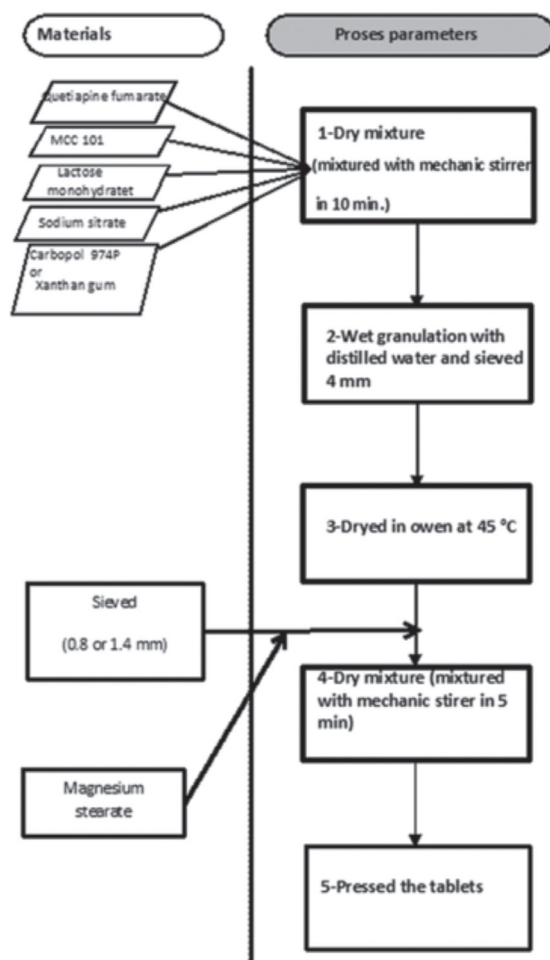 Materials
Proses parameters
Quetiapine fumarate
MCC 101
Lactose
monohydratet
Sodium sitrate
Carbopol 974P
or
Xanthan gum
1-Dry mixture
(mixtured with mechanic stirrer
in 10 min.)
2-Wet granulation with
distilled water and sieved
4 mm
3-Dryed in owen at 45 °C
Sieved
(0.8 or 1.4 mm)
4-Dry mixture (mixtured
with mechanic stirer in 5
min)
Magnesium
stearate
5-Pressed the tablets